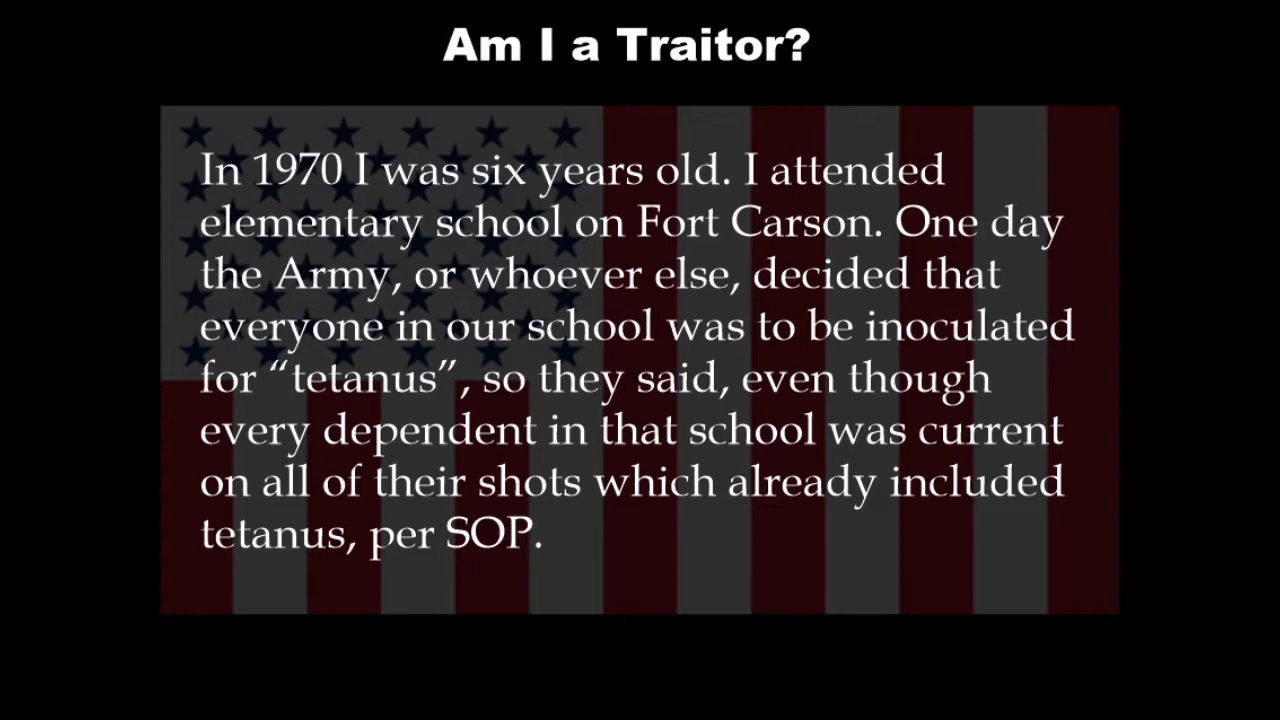 Am I a Traitor?
In 1970 I was six years old. I attended
elementary school on Fort Carson. One day
the Army, or whoever else, decided that
everyone in our school was to be inoculated
for “tetanus”, so they said, even though
every dependent in that school was current
on all of their shots which already included
tetanus, per SOP.